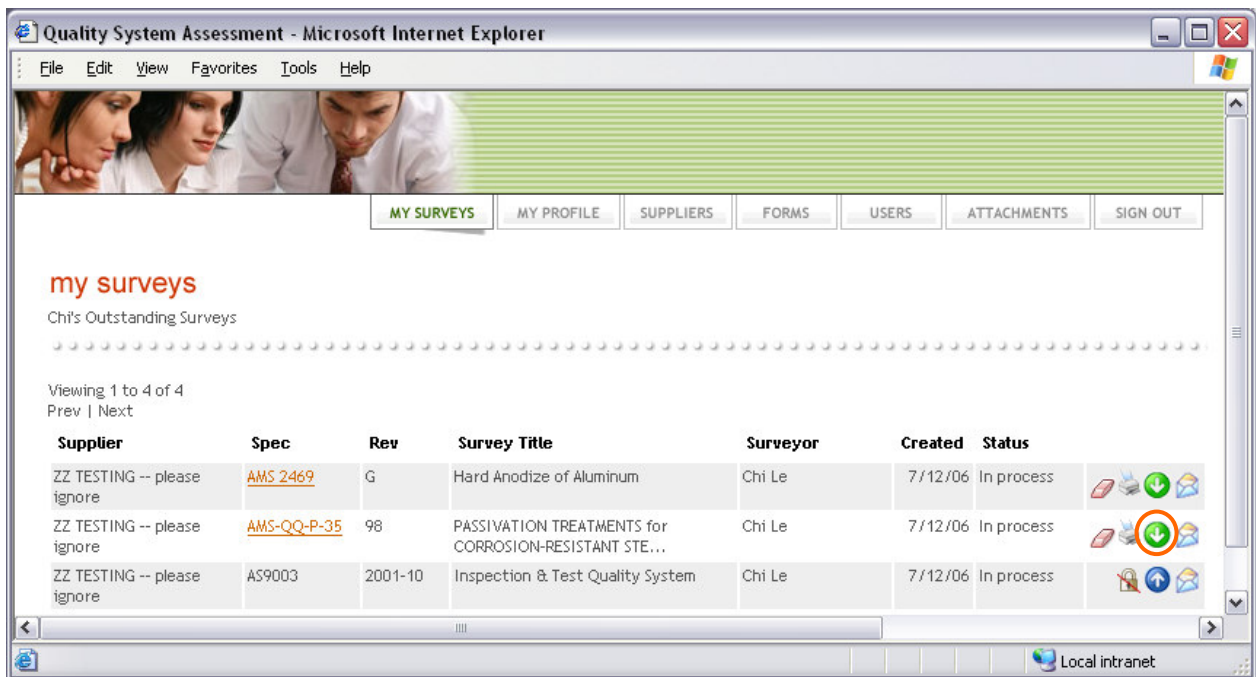 Quality System Assessment - Microsoft Internet Explorer
File Edit View Favorites Tools Help
MY SURVEYS MY PROFILE SUPPLIERS FORMS USERS ATTACHMENTS SIGN OUT
my surveys
Chi's Outstanding Surveys
Viewing 1 to 4 of 4
Prev | Next
Supplier Spec Rev Survey Title Surveyor Created Status
ZZ TESTING -- please AMS 2469 G Hard Anodize of Aluminum Chi Le 7/12/06 In process
ignore
ZZ TESTING -- please AMS-QQ-P-35 98 PASSIVATION TREATMENTS for Chi Le 7/12/06 In process
ignore CORROSION-RESISTANT STE...
ZZ TESTING -- please AS9003 2001-10 Inspection & Test Quality System Chi Le 7/12/06 In process
ignore
Local intranet